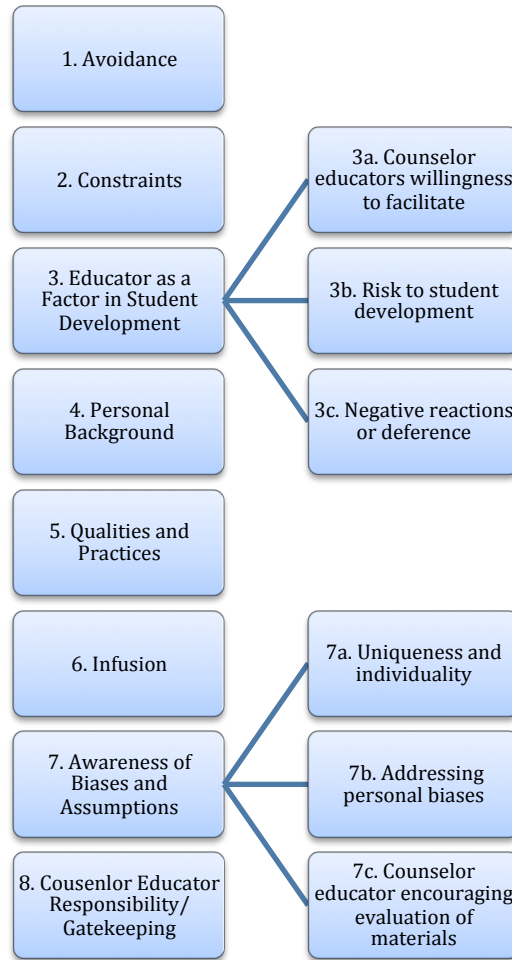 1. Avoidance
2. Constraints
3. Educator as a
Factor in Student
Development
3a. Counselor
educators willingness
to facilitate
3b. Risk to student
development
3c. Negative reactions
or deference
4. Personal
Background
5. Qualities and
Practices
6. Infusion
7. Awareness of
Biases and
Assumptions
7a. Uniqueness and
individuality
7b. Addressing
personal biases
7c. Counselor
educator encouraging
evaluation of
materials
8. Cousenlor Educator
Responsibility/
Gatekeeping